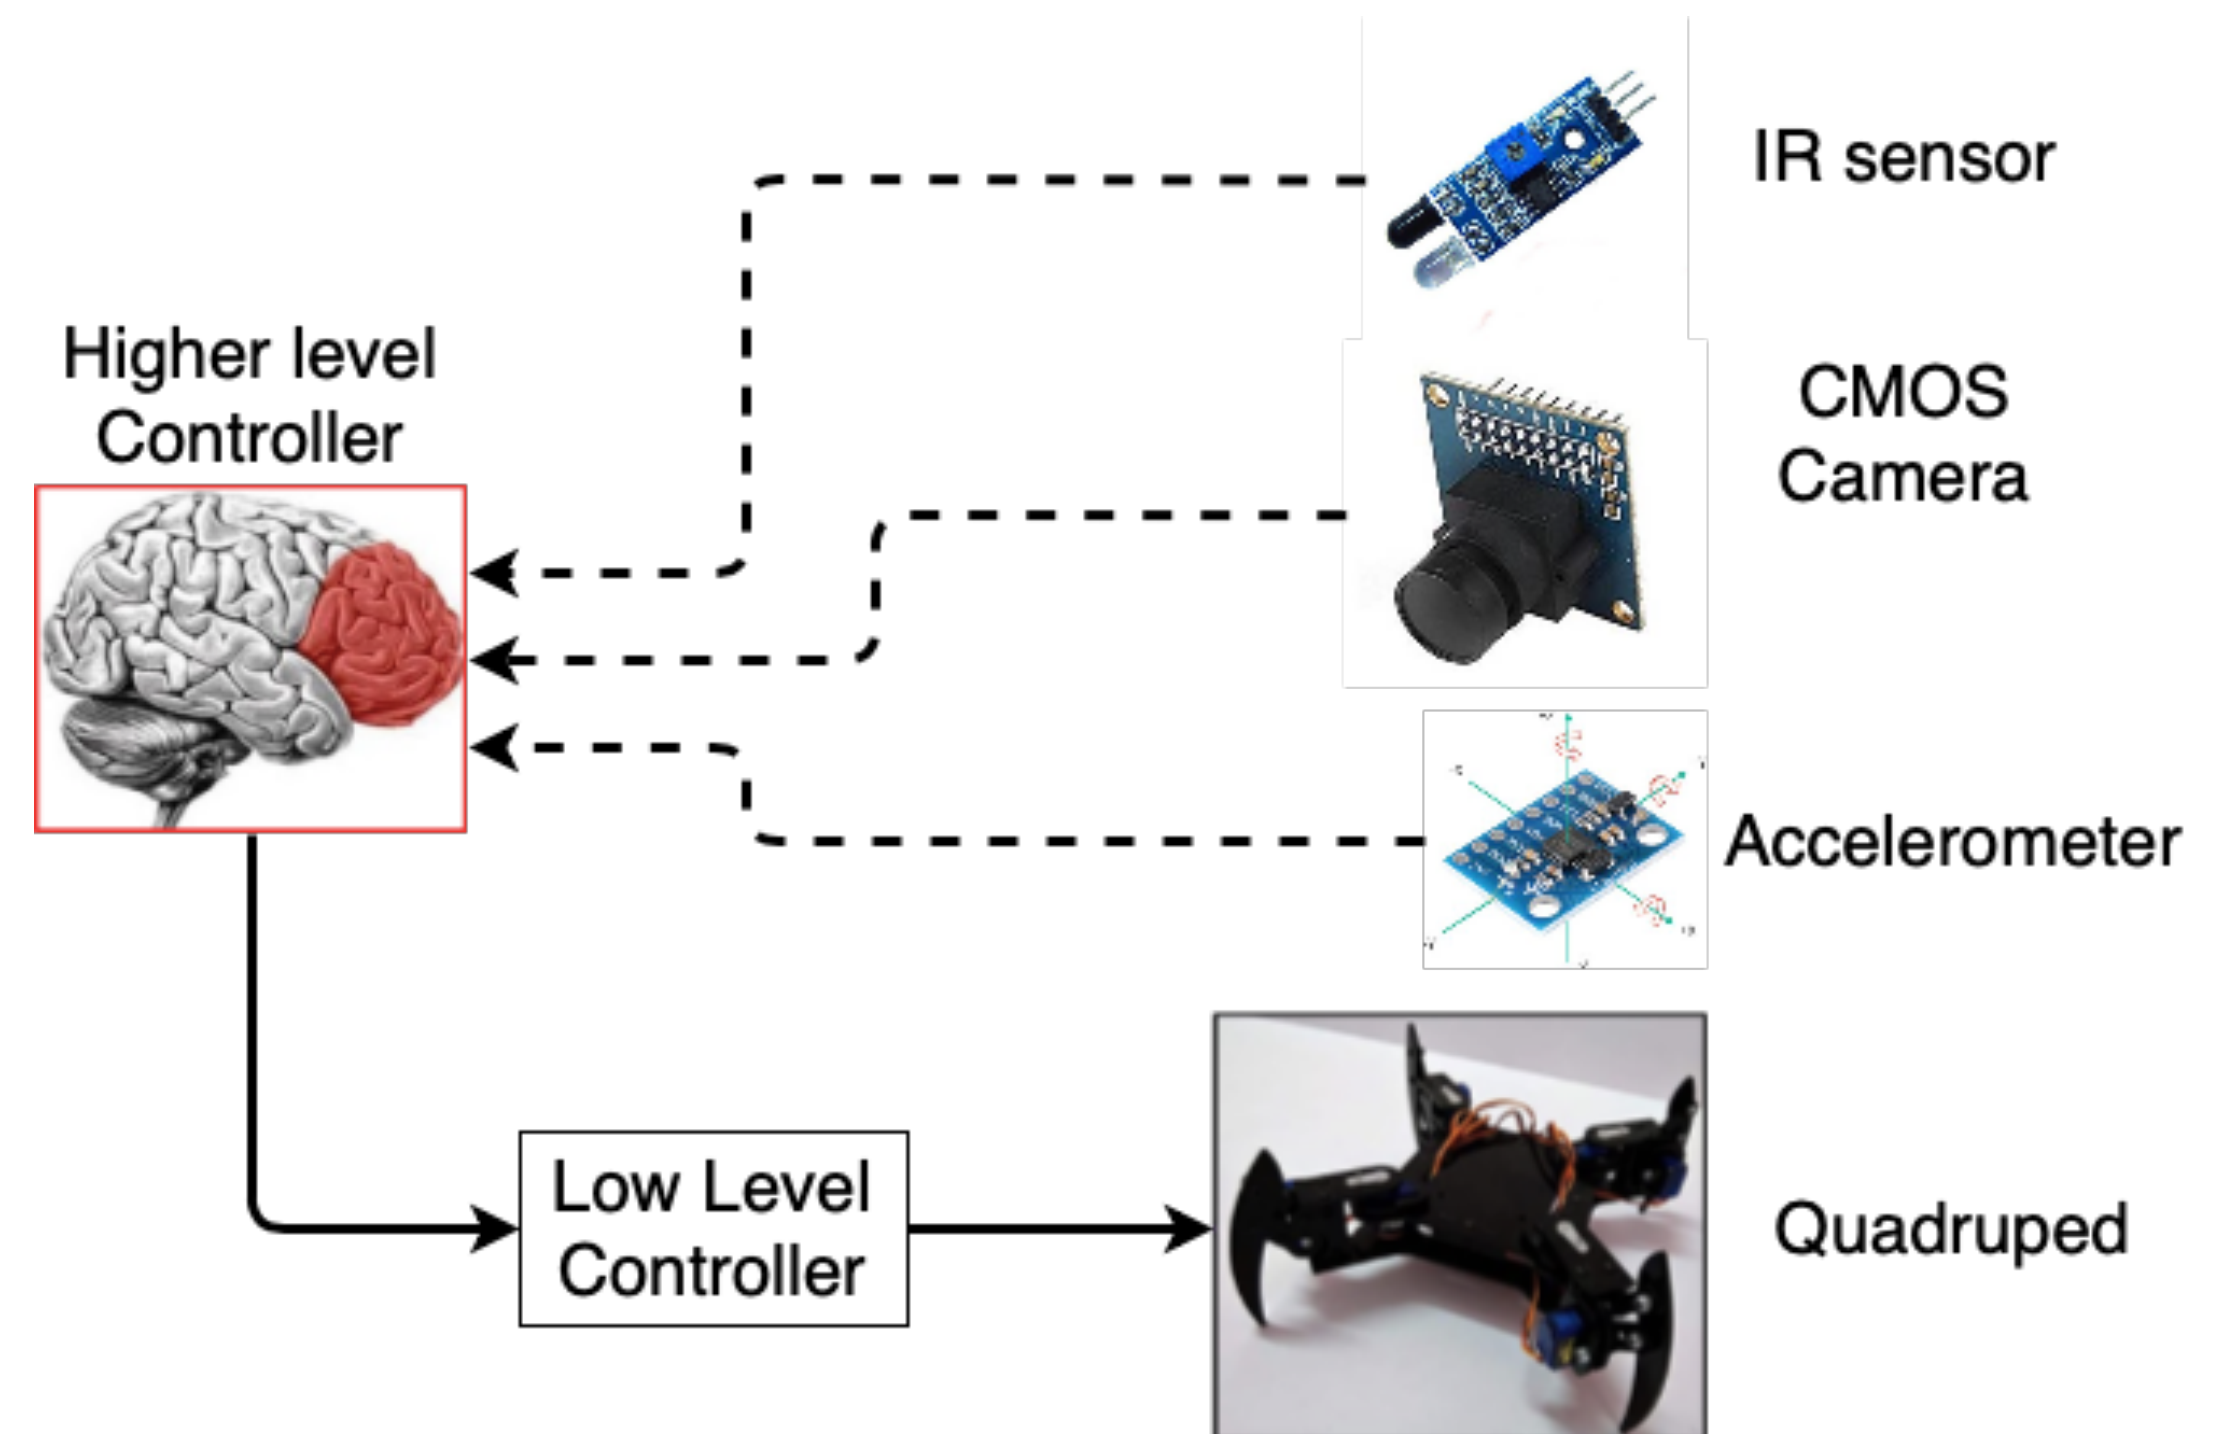 IR sensor
Higher level
Controller
CMOS
Camera
Accelerometer
Low Level
Controller
Quadruped